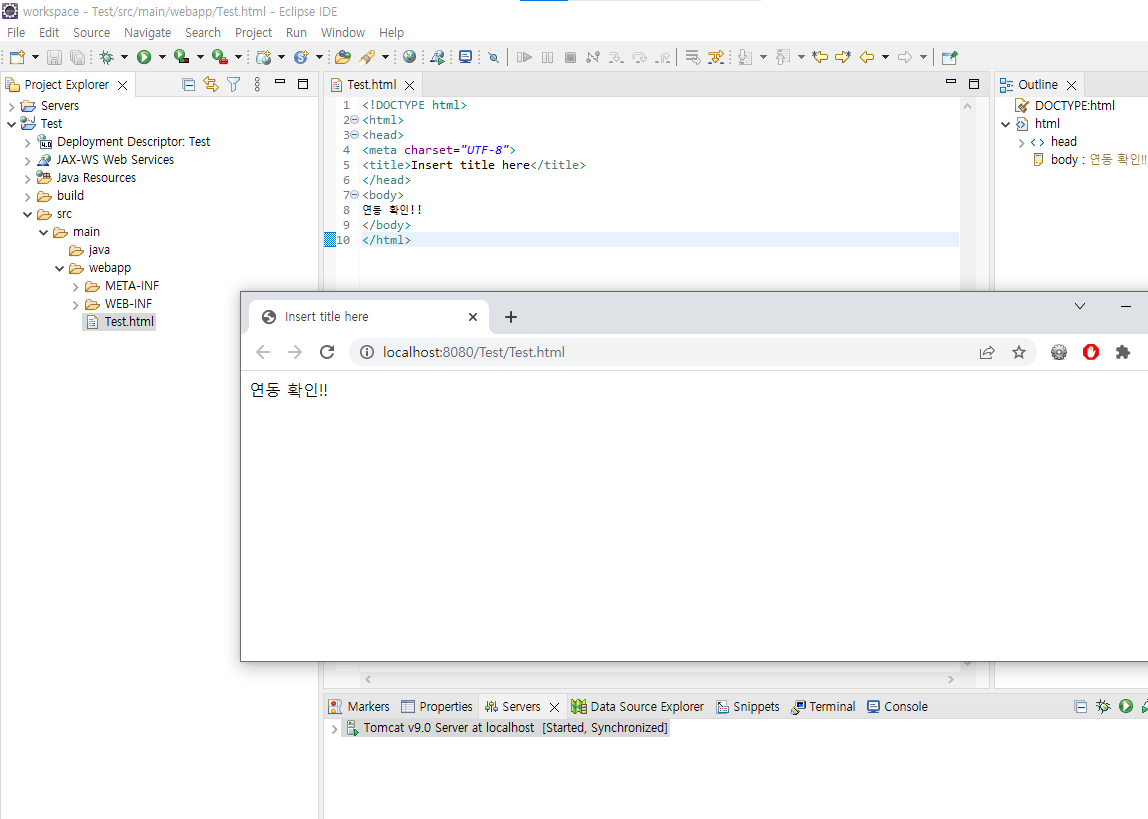 workspace - Test/src/main/webapp/Test.html - Eclipse IDE
File Edit Source Navigate Search Project Run Window Help
Project Explorer
Servers
Test
Deployment Descriptor: Test
JAX-WS Web Services
Java Resources
build
src
main
java
webapp
META-INF
WEB-INF
Test.html
Test.html
1 <!DOCTYPE html>
2 <html>
3 <head>
4 <meta charset="UTF-8">
5 <title>Insert title here</title>
6 </head>
7 <body>
8 연동 확인!!
9 </body>
10 </html>
Outline
DOCTYPE:html
html
head
body : 연동 확인!!
Insert title here
localhost:8080/Test/Test.html
연동 확인!!
Markers Properties Servers Data Source Explorer Snippets Terminal Console
Tomcat v9.0 Server at localhost [Started, Synchronized]